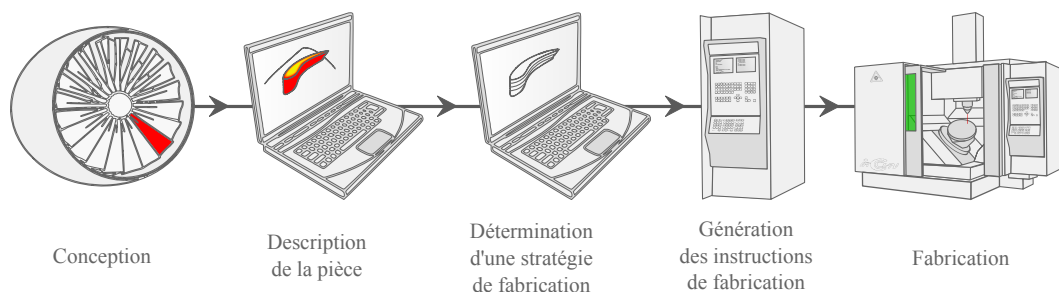 Conception
Description
de la pièce
Détermination
d'une stratégie
de fabrication
Génération
des instructions
de fabrication
Fabrication